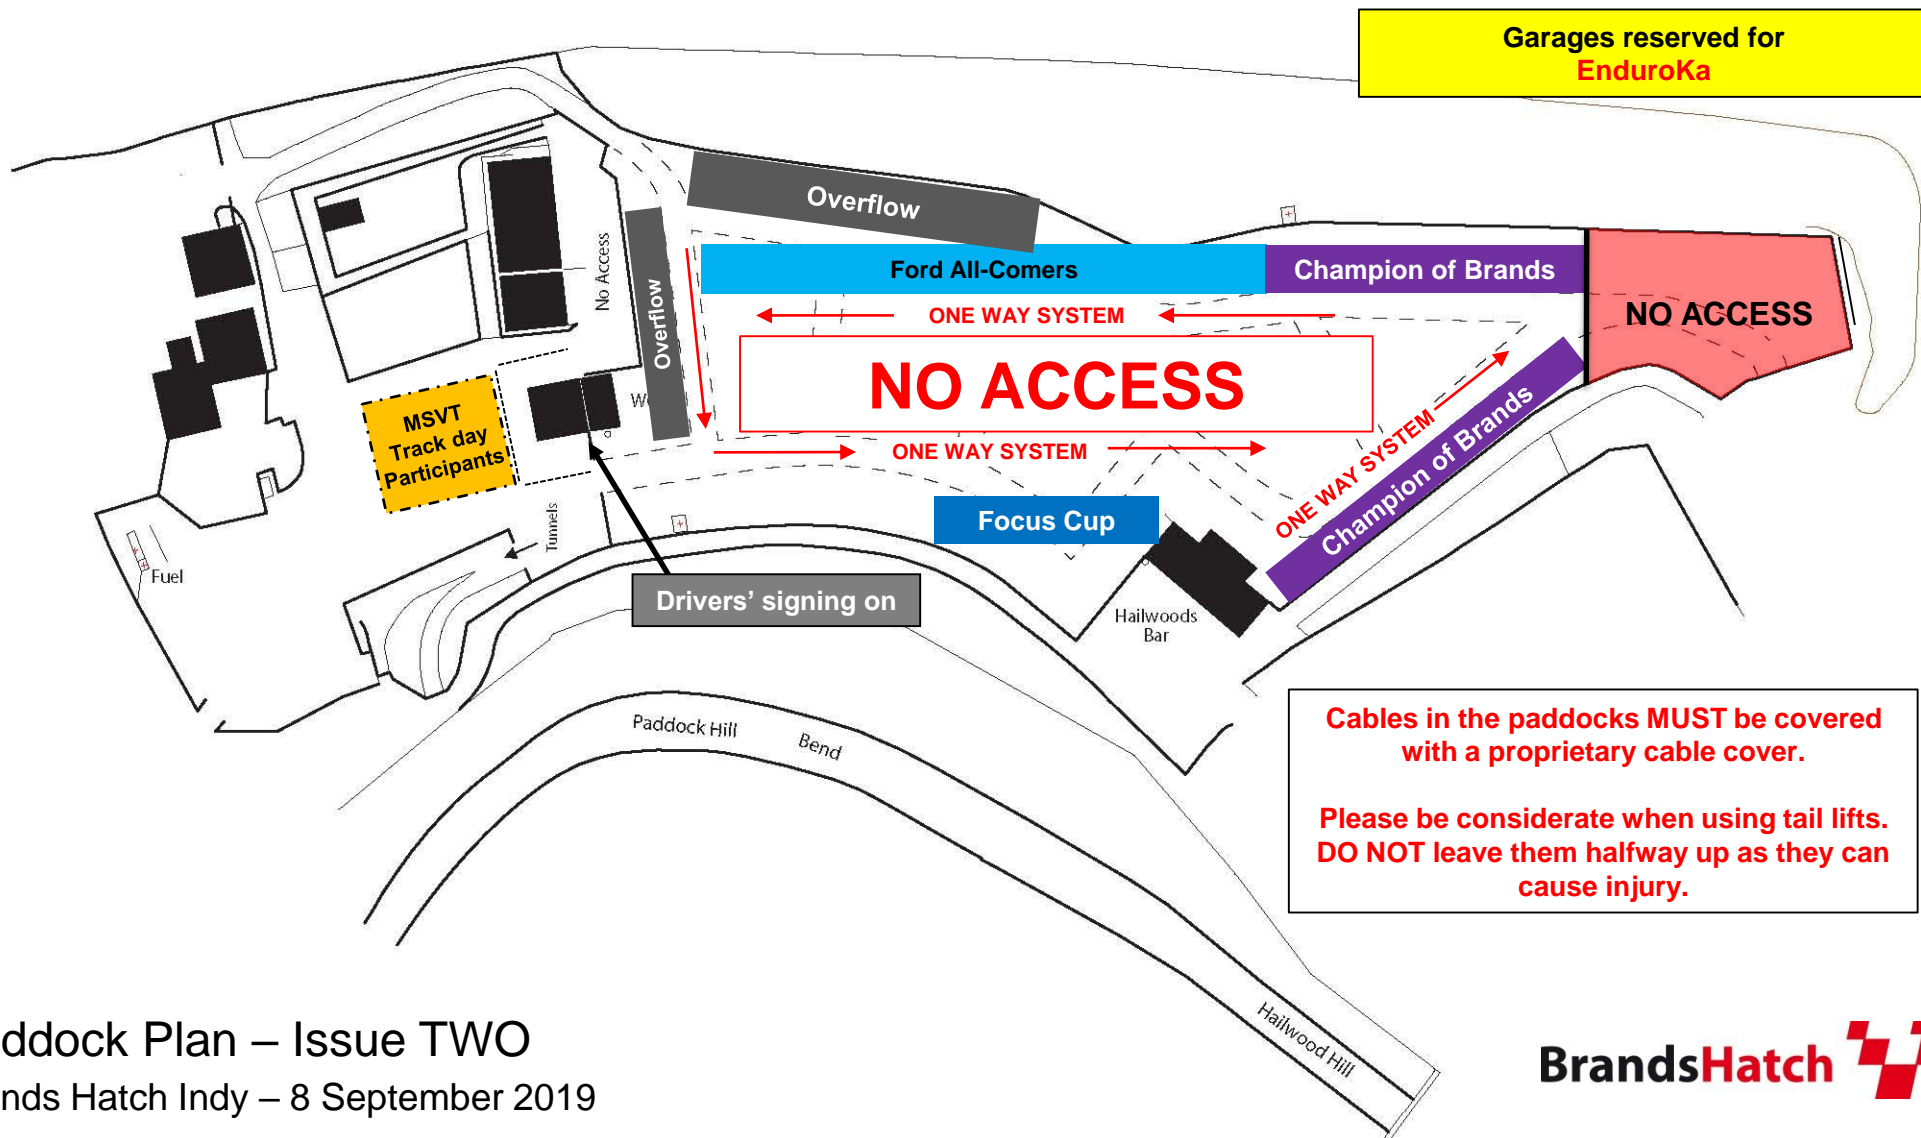 Garages reserved for
EnduroKa
Overflow
No Access
Overflow
Ford All-Comers
Champion of Brands
NO ACCESS
ONE WAY SYSTEM
NO ACCESS
MSVT
Track day
Participants
ONE WAY SYSTEM
ONE WAY SYSTEM
Champion of Brands
Focus Cup
Tunnels
Fuel
Drivers’ signing on
Hailwoods
Bar
Paddock Hill Bend
Cables in the paddocks MUST be covered
with a proprietary cable cover.
Please be considerate when using tail lifts.
DO NOT leave them halfway up as they can
cause injury.
Hailwood Hill
ddock Plan – Issue TWO
nds Hatch Indy – 8 September 2019
BrandsHatch